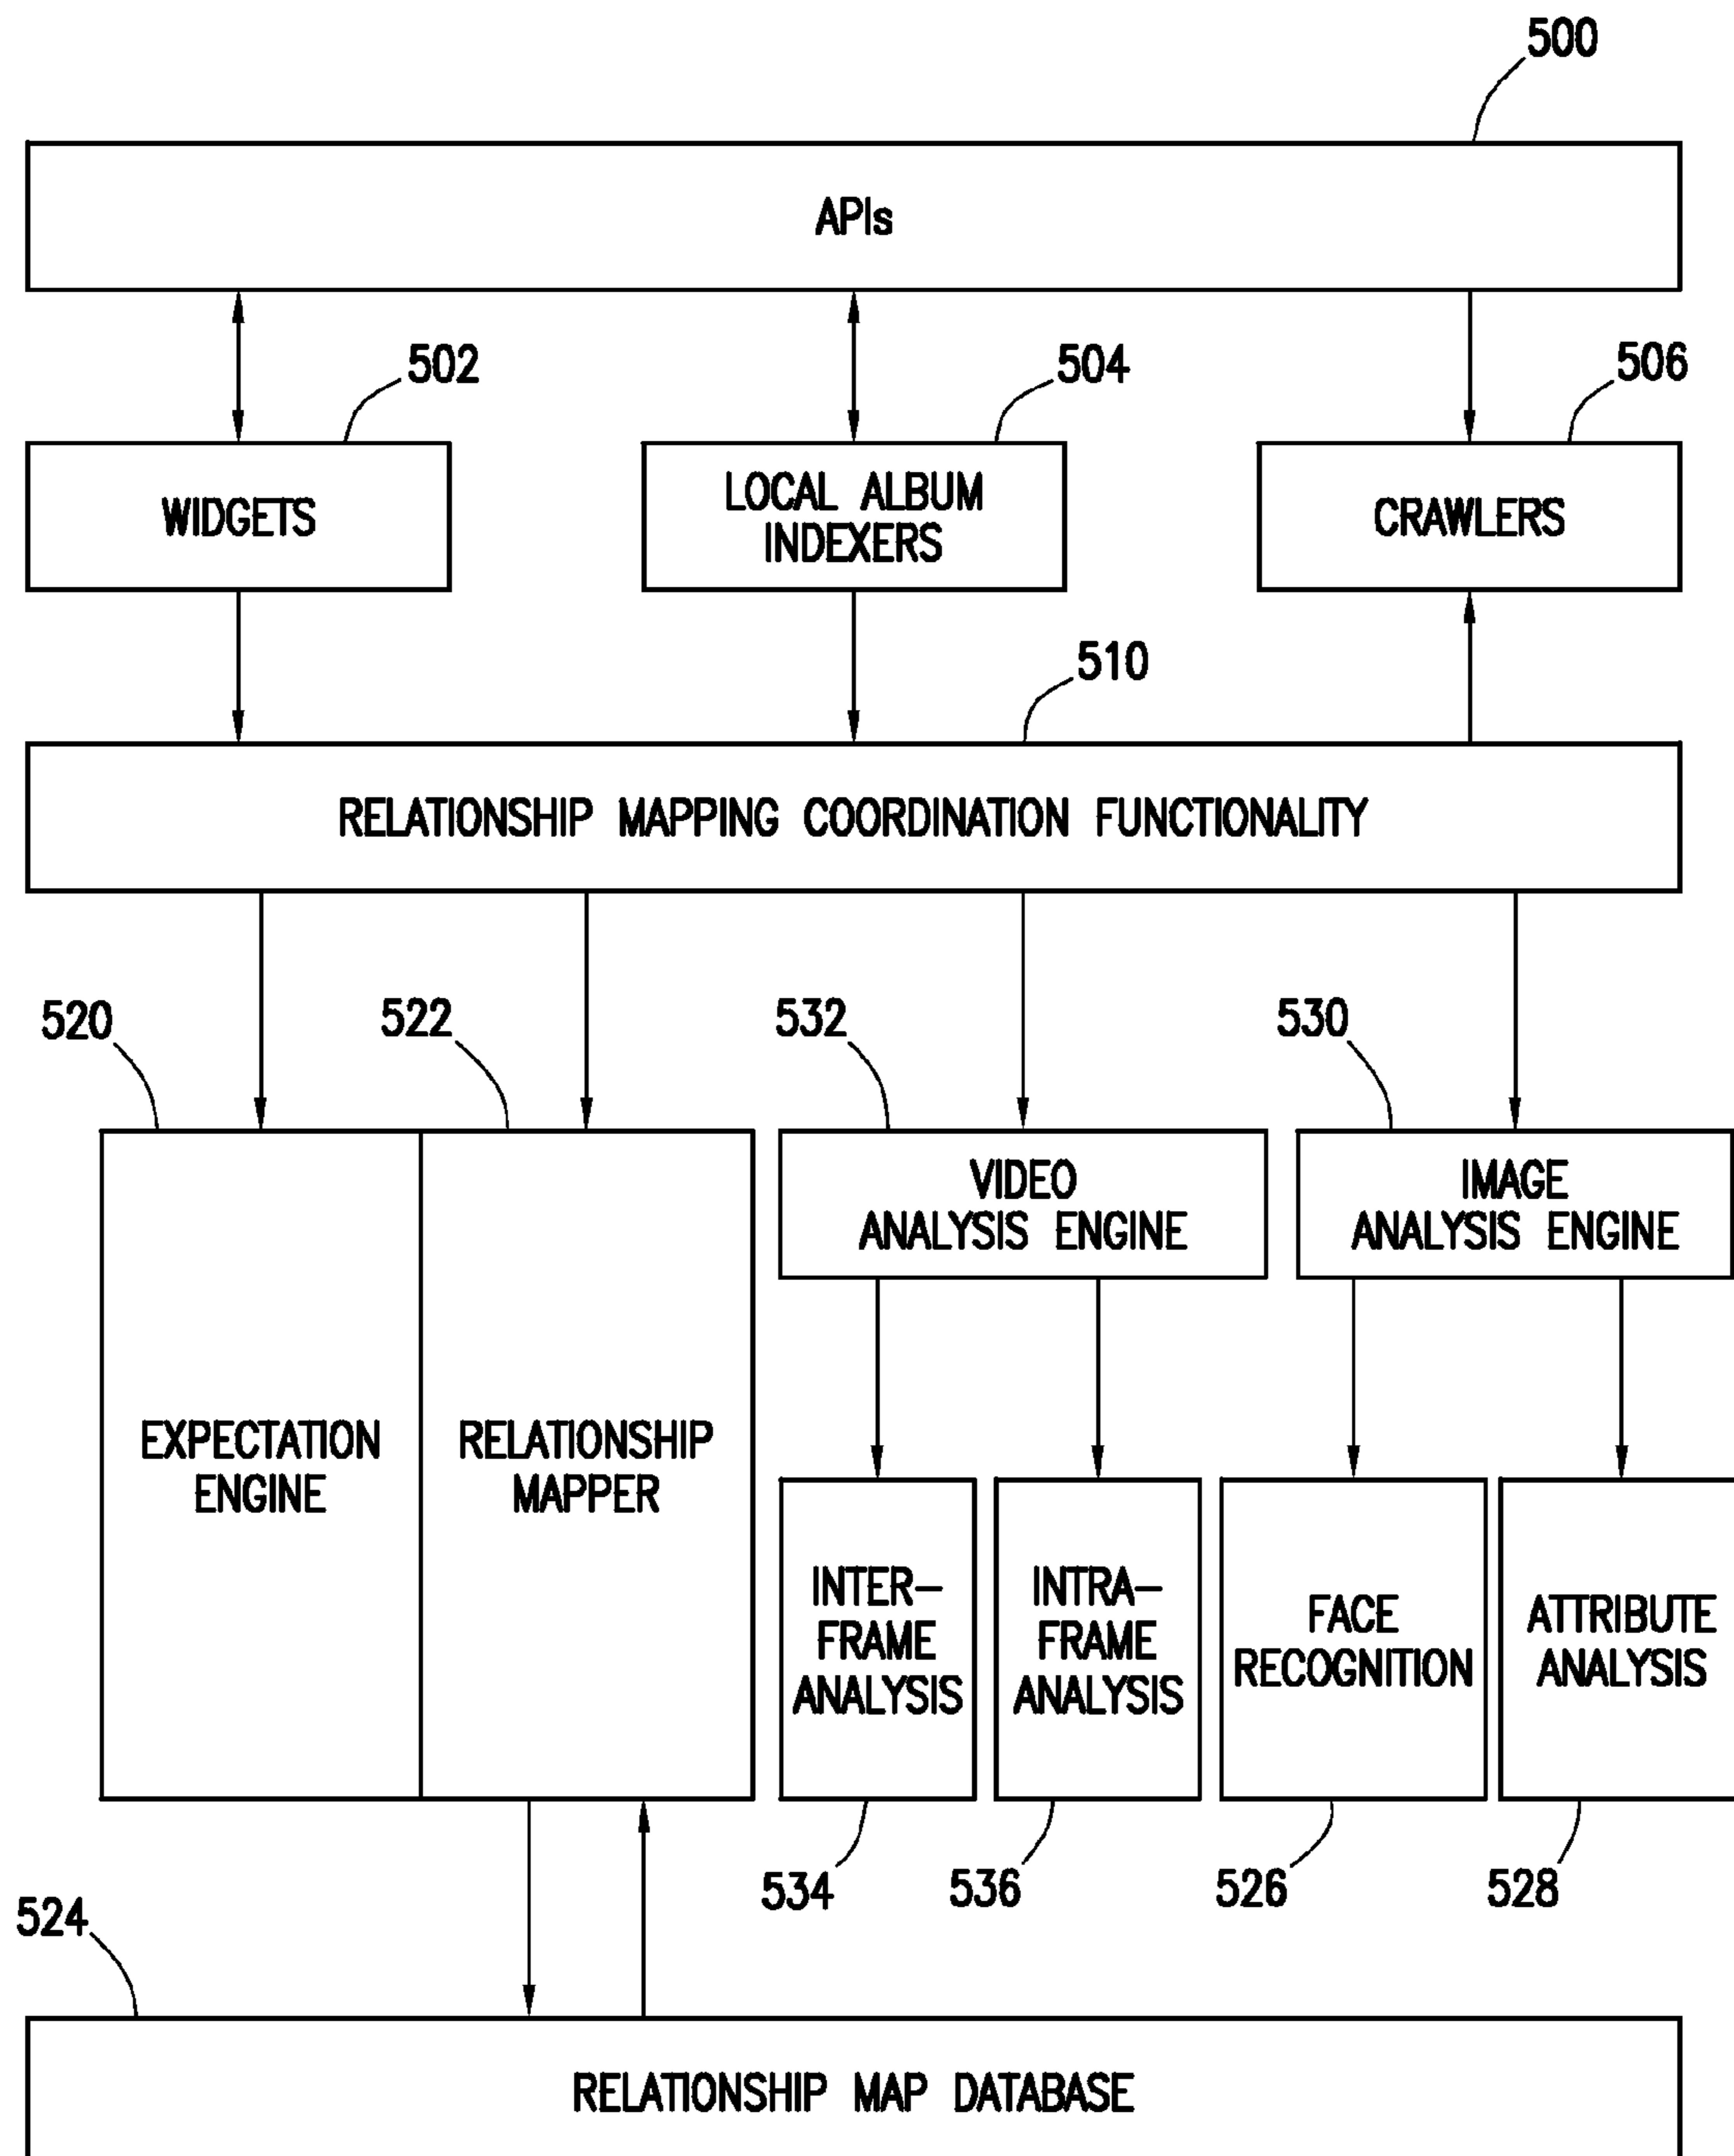 500
APIs
502
504
506
WIDGETS
LOCAL ALBUM
INDEXERS
CRAWLERS
510
RELATIONSHIP MAPPING COORDINATION FUNCTIONALITY
520
522
532
530
VIDEO
ANALYSIS ENGINE
IMAGE
ANALYSIS ENGINE
EXPECTATION
ENGINE
RELATIONSHIP
MAPPER
INTER-
FRAME
ANALYSIS
INTRA-
FRAME
ANALYSIS
FACE
RECOGNITION
ATTRIBUTE
ANALYSIS
534
536
526
528
524
RELATIONSHIP MAP DATABASE